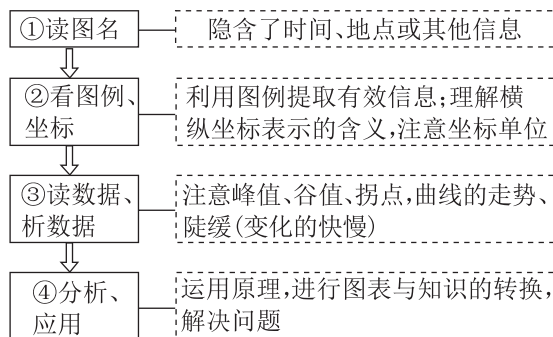 ①读图名
隐含了时间、地点或其他信息
②看图例、
坐标
利用图例提取有效信息;理解横
纵坐标表示的含义,注意坐标单位
③读数据、
析数据
注意峰值、谷值、拐点,曲线的走势、
陡缓(变化的快慢)
④分析、
应用
运用原理,进行图表与知识的转换,
解决问题